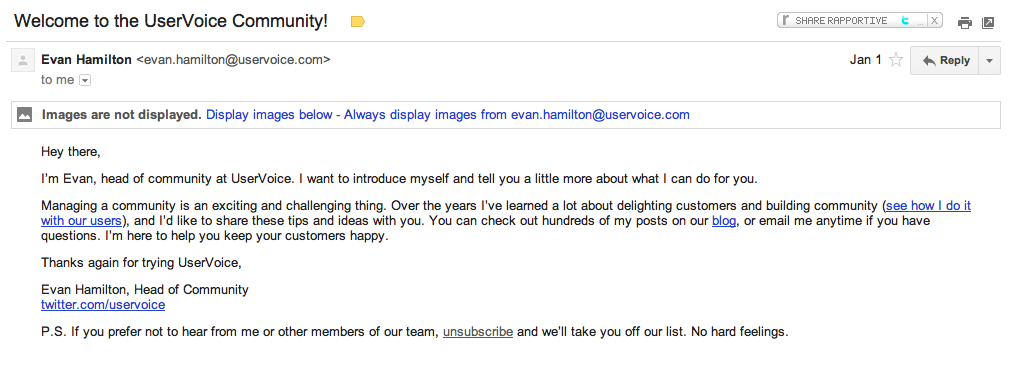 Welcome to the UserVoice Community!
SHARE RAPPORTIVE
Evan Hamilton <evan.hamilton@uservoice.com>
Jan 1
Reply
to me
Images are not displayed. Display images below - Always display images from evan.hamilton@uservoice.com
Hey there,
I'm Evan, head of community at UserVoice. I want to introduce myself and tell you a little more about what I can do for you.
Managing a community is an exciting and challenging thing. Over the years I've learned a lot about delighting customers and building community (see how I do it
with our users), and I'd like to share these tips and ideas with you. You can check out hundreds of my posts on our blog, or email me anytime if you have
questions. I'm here to help you keep your customers happy.
Thanks again for trying UserVoice,
Evan Hamilton, Head of Community
twitter.com/uservoice
P.S. If you prefer not to hear from me or other members of our team, unsubscribe and we'll take you off our list. No hard feelings.